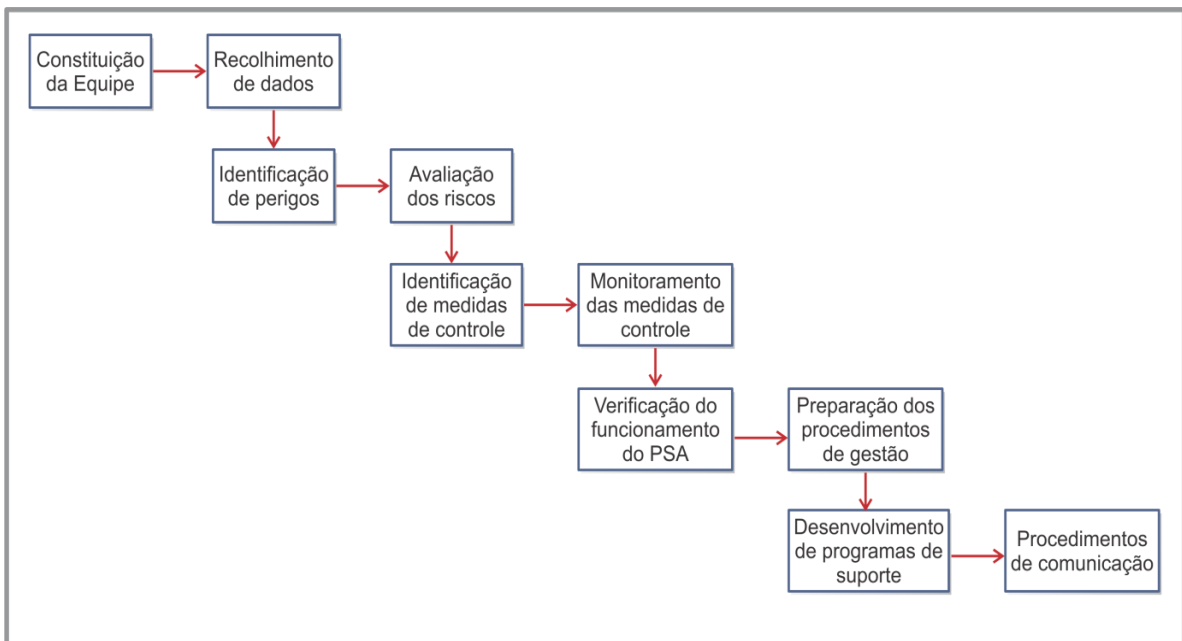 Constituição
da Equipe
Recolhimento
de dados
Identificação
de perigos
Avaliação
dos riscos
Identificação
de medidas
de controle
Monitoramento
das medidas de
controle
Verificação do
funcionamento
do PSA
Preparação dos
procedimentos
de gestão
Desenvolvimento
de programas de
suporte
Procedimentos
de comunicação